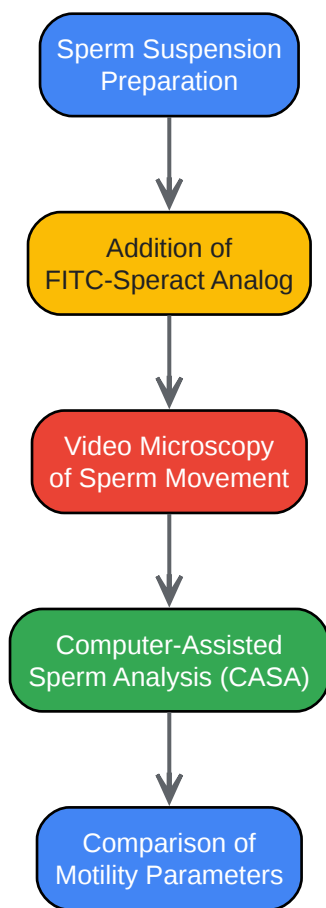 Sperm Suspension
Preparation
Addition of
FITC-Speract Analog
Video Microscopy
of Sperm Movement
Computer-Assisted
Sperm Analysis (CASA)
Comparison of
Motility Parameters